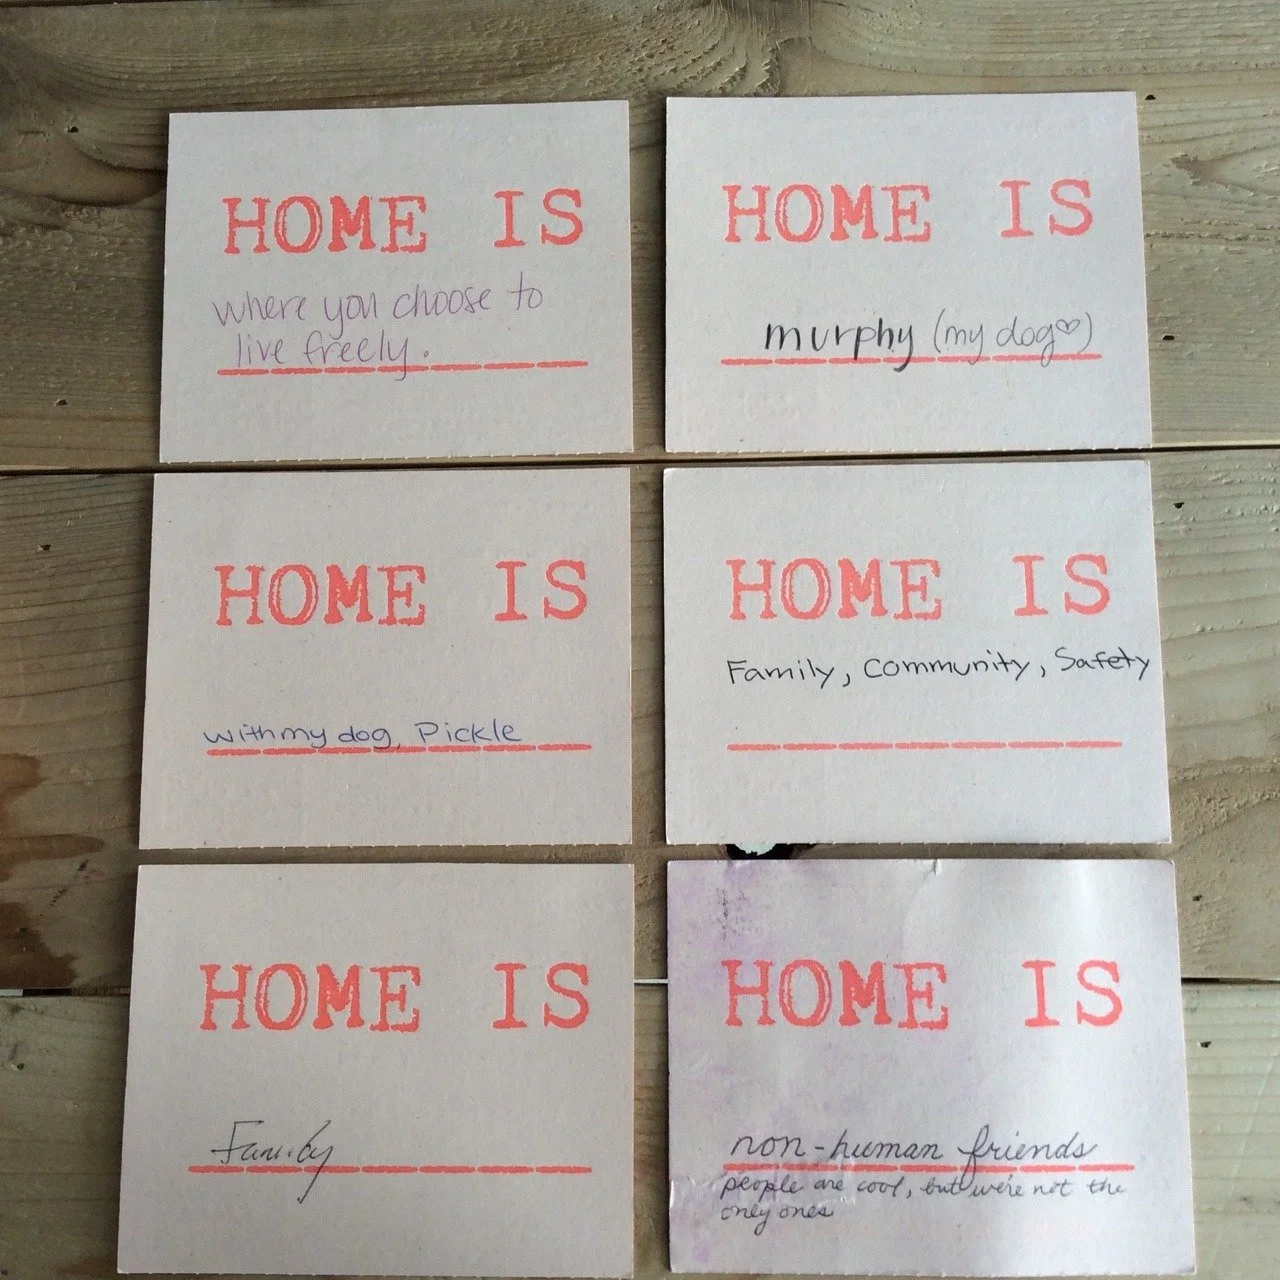 HOME IS
where you choose to
live freely.
HOME IS
murphy (my dog♡)
HOME IS
with my dog, Pickle
HOME IS
Family, Community, Safety
HOME IS
Family
HOME IS
non-human friends
people are cool, but we're not the
only ones